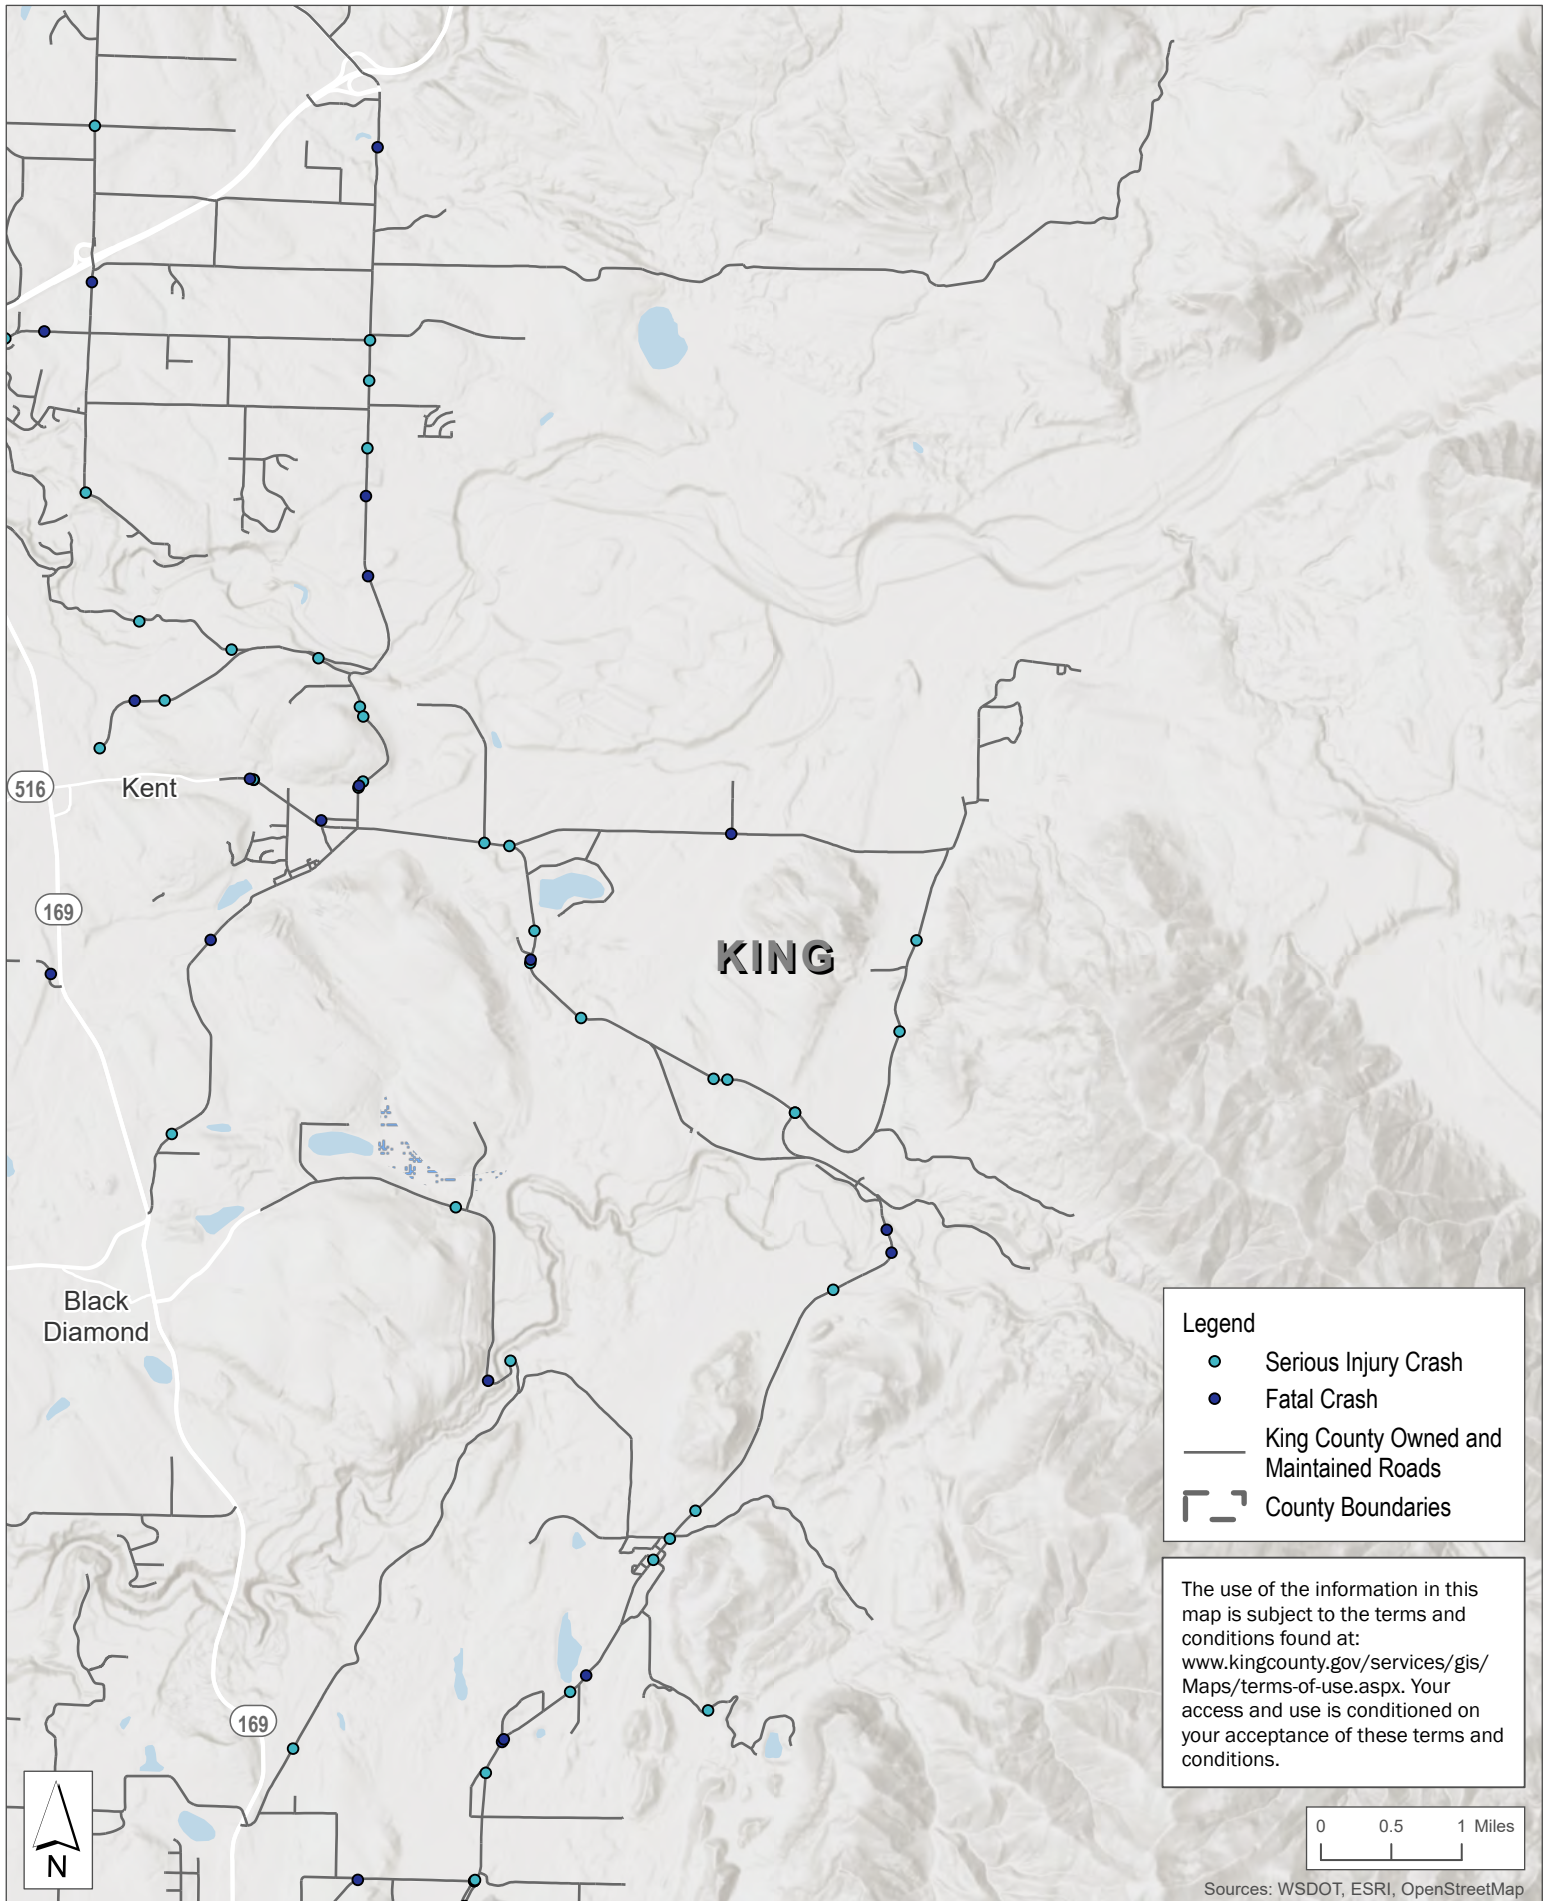 Kent
516
169
KING
Black
Diamond
Legend
Serious Injury Crash
Fatal Crash
King County Owned and
Maintained Roads
County Boundaries
The use of the information in this
map is subject to the terms and
conditions found at:
www.kingcounty.gov/services/gis/
Maps/terms-of-use.aspx. Your
access and use is conditioned on
your acceptance of these terms and
conditions.
169
N
0 0.5 1 Miles
Sources: WSDOT, ESRI, OpenStreetMap